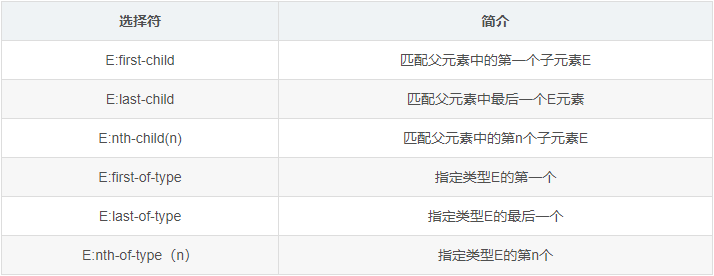 选择符 简介
E:first-child 匹配父元素中的第一个子元素E
E:last-child 匹配父元素中最后一个E元素
E:nth-child(n) 匹配父元素中的第n个子元素E
E:first-of-type 指定类型E的第一个
E:last-of-type 指定类型E的最后一个
E:nth-of-type（n） 指定类型E的第n个